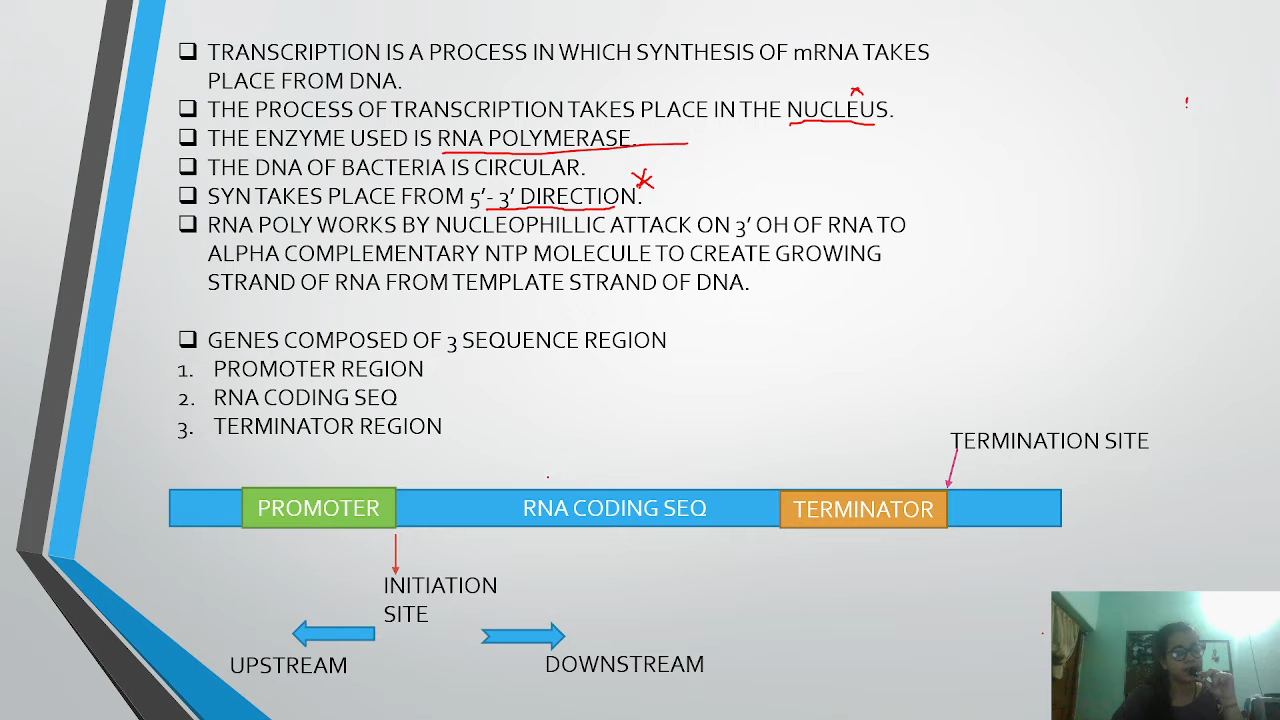 TRANSCRIPTION IS A PROCESS IN WHICH SYNTHESIS OF mRNA TAKES
PLACE FROM DNA.
THE PROCESS OF TRANSCRIPTION TAKES PLACE IN THE NUCLEUS.
THE ENZYME USED IS RNA POLYMERASE.
THE DNA OF BACTERIA IS CIRCULAR.
SYN TAKES PLACE FROM 5’- 3’ DIRECTION.
RNA POLY WORKS BY NUCLEOPHILLIC ATTACK ON 3’ OH OF RNA TO
ALPHA COMPLEMENTARY NTP MOLECULE TO CREATE GROWING
STRAND OF RNA FROM TEMPLATE STRAND OF DNA.
GENES COMPOSED OF 3 SEQUENCE REGION
1. PROMOTER REGION
2. RNA CODING SEQ
3. TERMINATOR REGION
TERMINATION SITE
PROMOTER RNA CODING SEQ TERMINATOR
INITIATION
SITE
UPSTREAM DOWNSTREAM